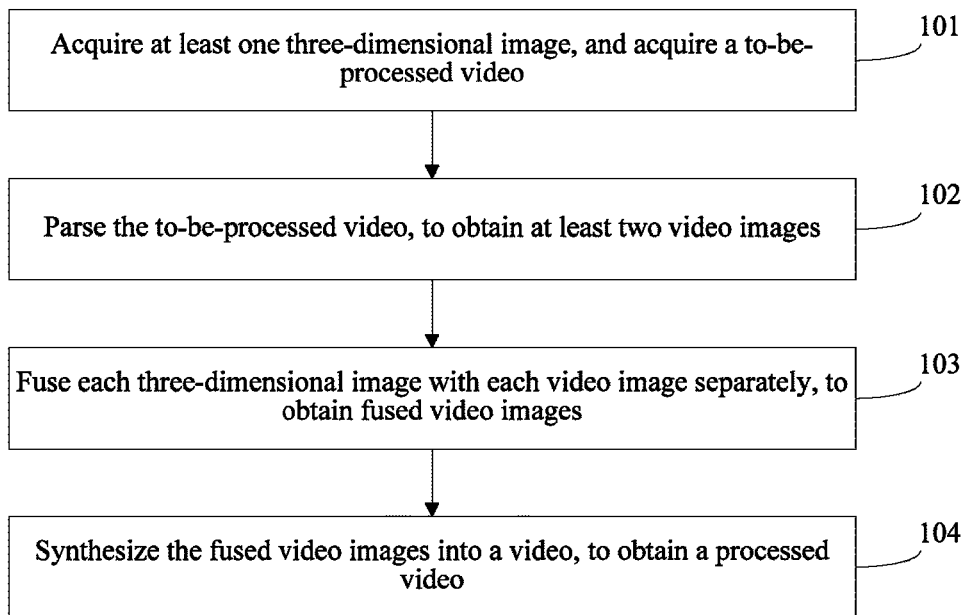 Acquire at least one three-dimensional image, and acquire a to-be-
processed video
101
Parse the to-be-processed video, to obtain at least two video images
102
Fuse each three-dimensional image with each video image separately, to
obtain fused video images
103
Synthesize the fused video images into a video, to obtain a processed
video
104